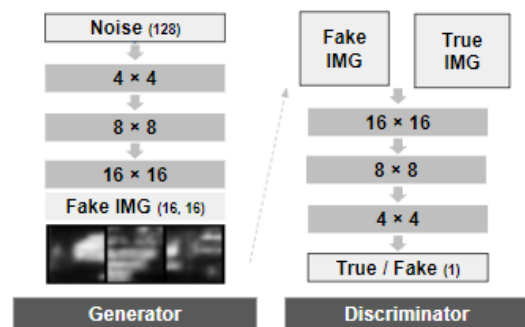 Noise (128)
4 × 4
8 × 8
16 × 16
Fake IMG (16, 16)
Generator
Fake
IMG
True
IMG
16 × 16
8 × 8
4 × 4
True / Fake (1)
Discriminator